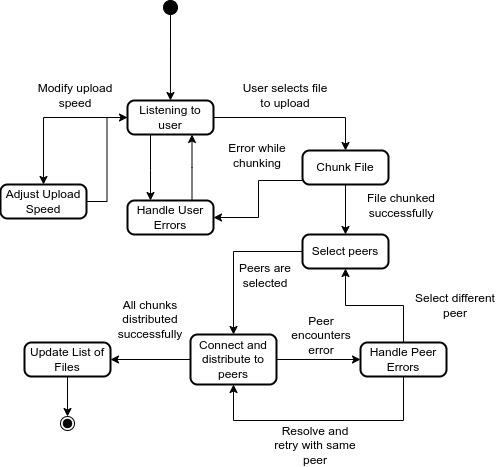 Modify upload
speed
Listening to
user
User selects file
to upload
Error while
chunking
Chunk File
Adjust Upload
Speed
Handle User
Errors
File chunked
successfully
Select peers
Peers are
selected
All chunks
distributed
successfully
Select different
peer
Peer
encounters
error
Update List of
Files
Connect and
distribute to
peers
Handle Peer
Errors
Resolve and
retry with same
peer